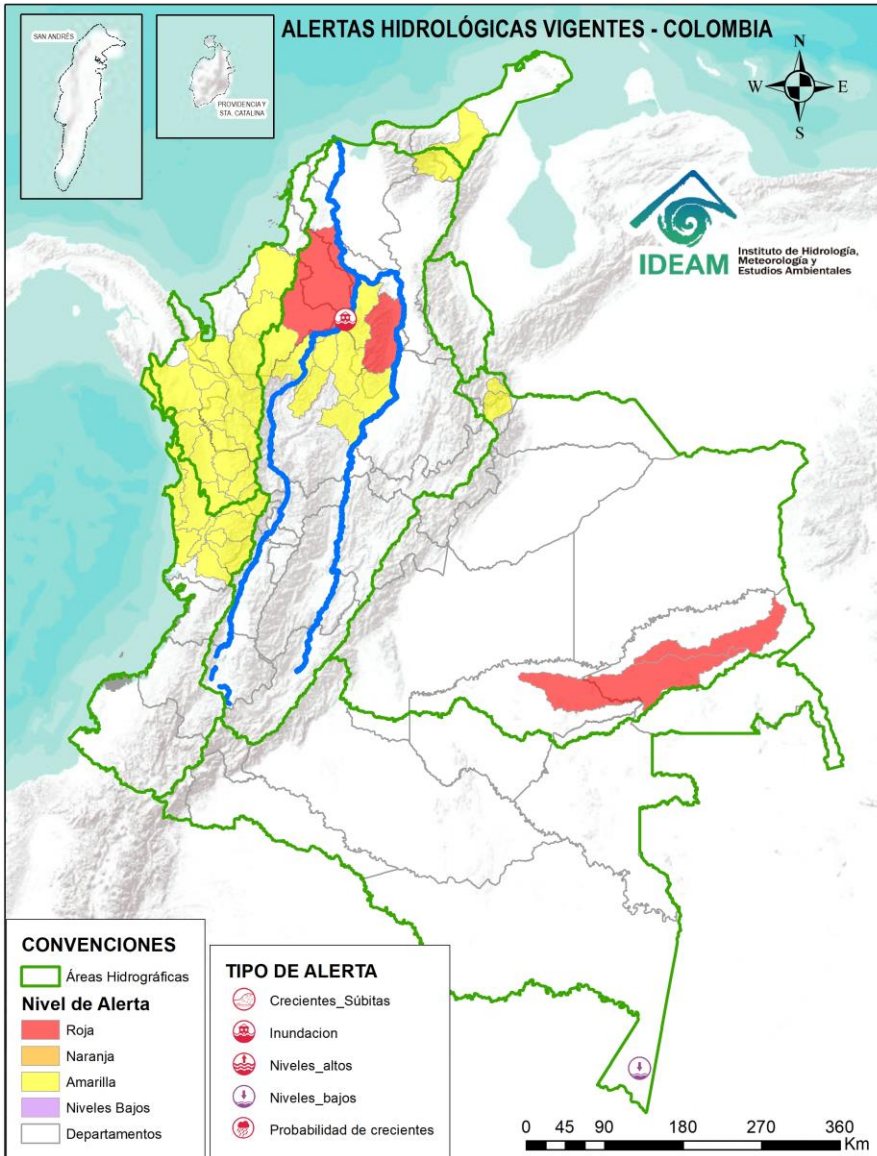 ALERTAS HIDROLÓGICAS VIGENTES - COLOMBIA
SAN ANDRÉS
PROVIDENCIA Y
STA. CATALINA
N
W
E
S
IDEAM
Instituto de Hidrología,
Meteorología y
Estudios Ambientales
CONVENCIONES
Áreas Hidrográficas
Nivel de Alerta
Roja
Naranja
Amarilla
Niveles Bajos
Departamentos
TIPO DE ALERTA
Crecientes_Súbitas
Inundacion
Niveles_altos
Niveles_bajos
Probabilidad de crecientes
0 45 90 180 270 360
Km